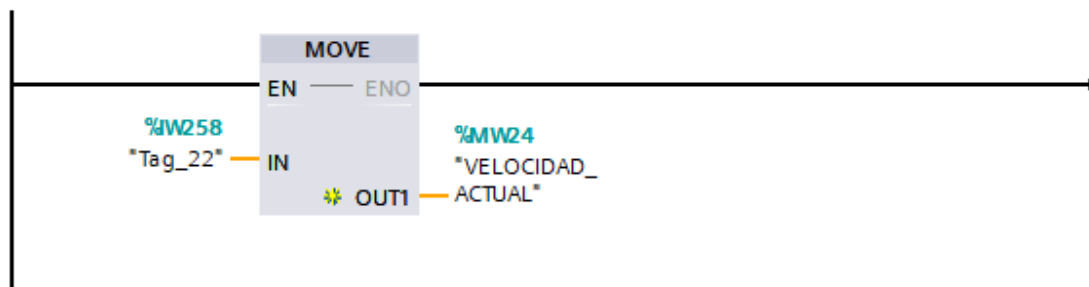 MOVE
EN
ENO
%IW258
"Tag_22"
IN
%MW24
"VELOCIDAD_
ACTUAL"
OUT1